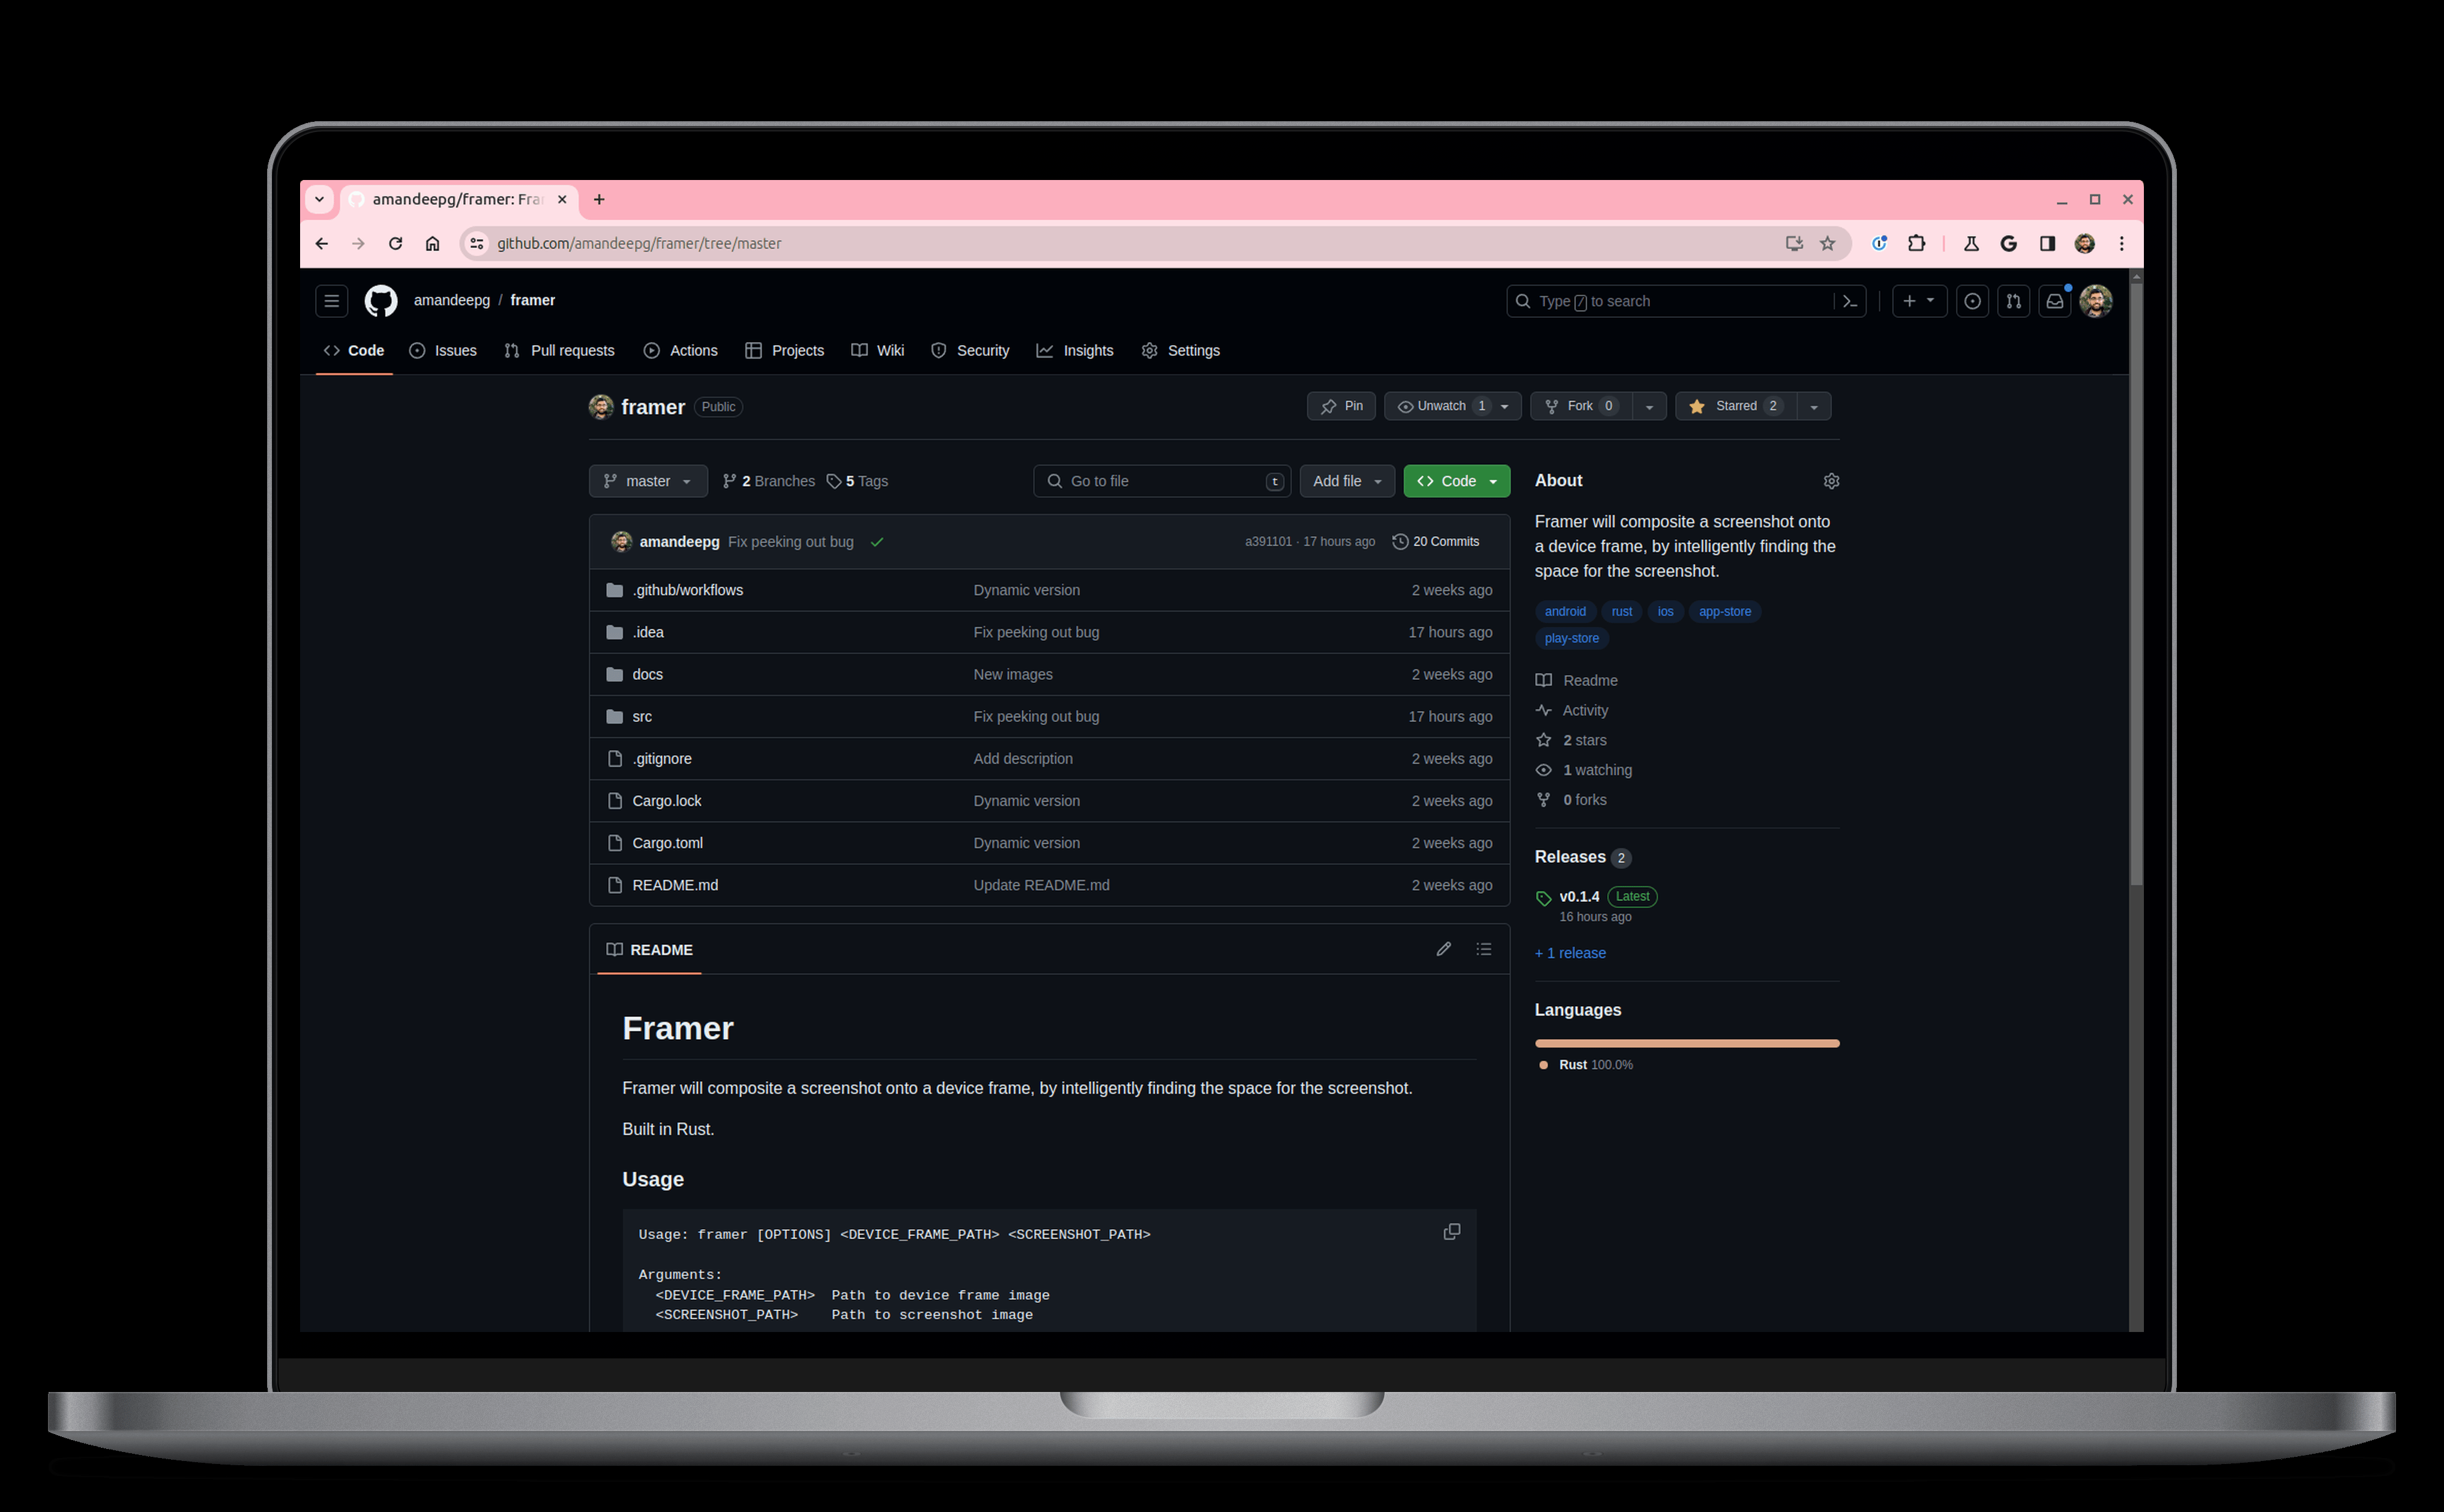 amandeepg/framer: Fra
github.com/amandeepg/framer/tree/master
amandeepg / framer
Type / to search
Code Issues Pull requests Actions Projects Wiki Security Insights Settings
framer Public
Pin Unwatch 1 Fork 0 Starred 2
master 2 Branches 5 Tags Go to file t Add file Code
amandeepg Fix peeking out bug a391101 · 17 hours ago 20 Commits
.github/workflows Dynamic version 2 weeks ago
.idea Fix peeking out bug 17 hours ago
docs New images 2 weeks ago
src Fix peeking out bug 17 hours ago
.gitignore Add description 2 weeks ago
Cargo.lock Dynamic version 2 weeks ago
Cargo.toml Dynamic version 2 weeks ago
README.md Update README.md 2 weeks ago
README
Framer
Framer will composite a screenshot onto a device frame, by intelligently finding the space for the screenshot.
Built in Rust.
Usage
Usage: framer [OPTIONS] <DEVICE_FRAME_PATH> <SCREENSHOT_PATH>
Arguments:
<DEVICE_FRAME_PATH> Path to device frame image
<SCREENSHOT_PATH> Path to screenshot image
About
Framer will composite a screenshot onto
a device frame, by intelligently finding the
space for the screenshot.
android rust ios app-store
play-store
Readme
Activity
2 stars
1 watching
0 forks
Releases 2
v0.1.4 Latest
16 hours ago
+ 1 release
Languages
Rust 100.0%